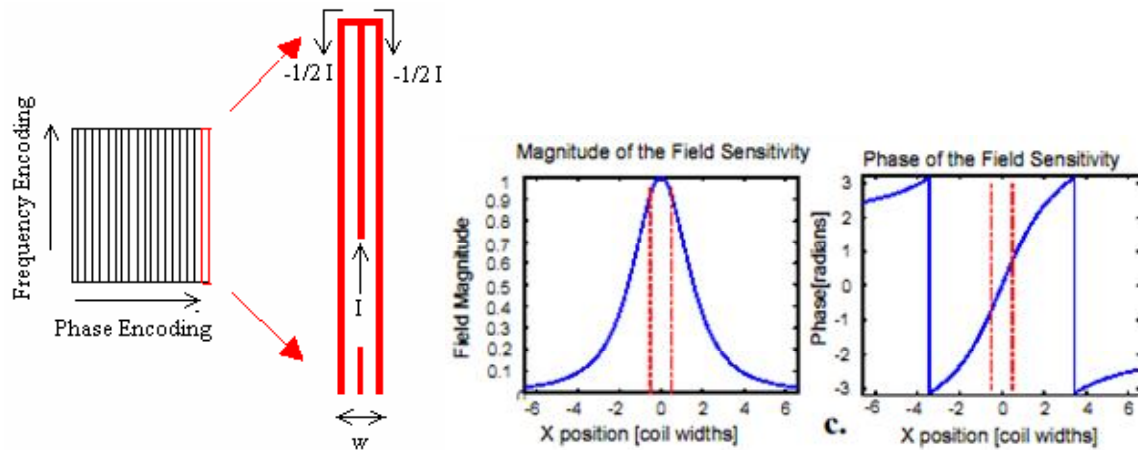 -1/2 I
-1/2 I
Frequency Encoding
Phase Encoding
I
w
Magnitude of the Field Sensitivity
Field Magnitude
1
0.9
0.8
0.7
0.6
0.5
0.4
0.3
0.2
0.1
-6 -4 -2 0 2 4 6
X position [coil widths]
c.
Phase of the Field Sensitivity
Phase[radians]
3
2
1
0
-1
-2
-3
-6 -4 -2 0 2 4 6
X position [coil widths]